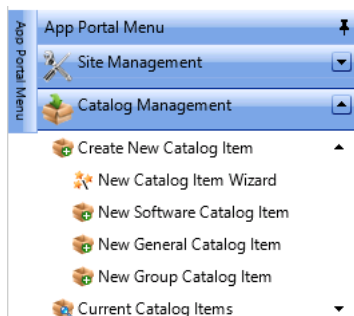 App Portal Menu
App Portal Menu
Site Management
Catalog Management
Create New Catalog Item
New Catalog Item Wizard
New Software Catalog Item
New General Catalog Item
New Group Catalog Item
Current Catalog Items